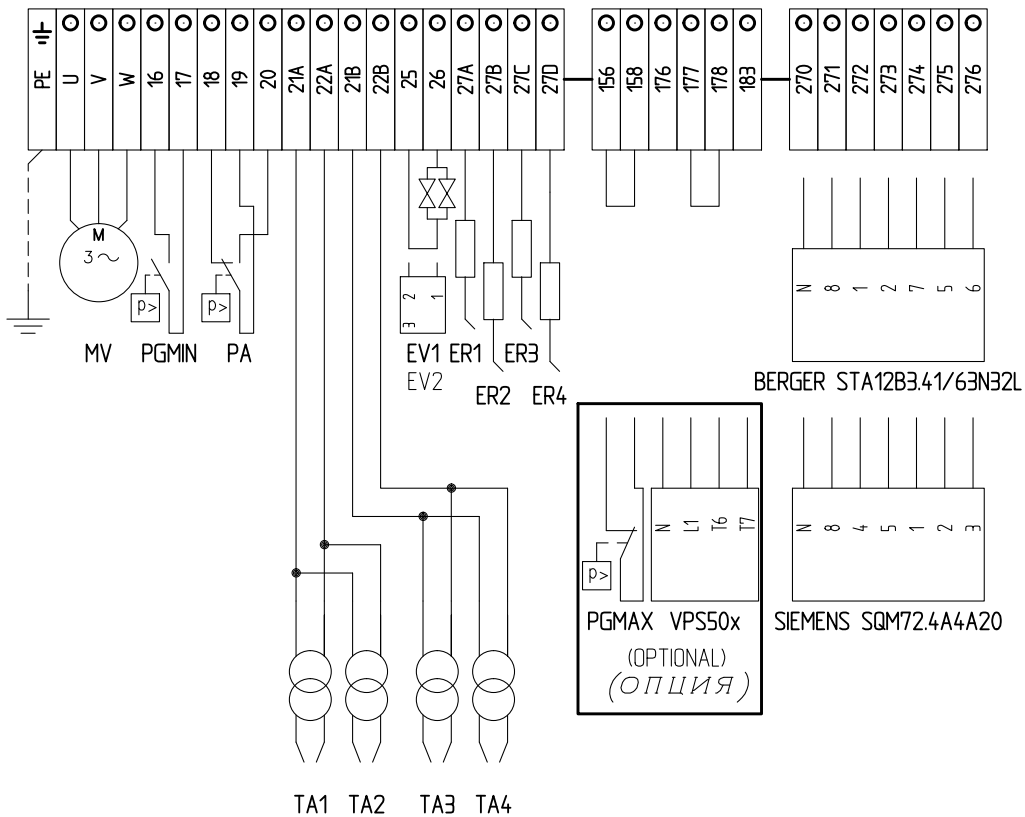 PE U V W 16 17 18 19 20 21A 22A 21B 22B 25 26 27A 27B 27C 27D 156 158 176 177 178 183 270 271 272 273 274 275 276
M
3~
p>
p>
2 1
3
N 8 1 2 7 5 6
MV PGMIN PA EV1 ER1 ER3
EV2
ER2 ER4
BERGER STA12B3.41/63N32L
N L1 T6 T7
N 8 4 5 1 2 3
p>
PGMAX VPS50x
SIEMENS SQM72.4A4A20
(OPTIONAL)
(ОПЦИЯ)
TA1 TA2 TA3 TA4